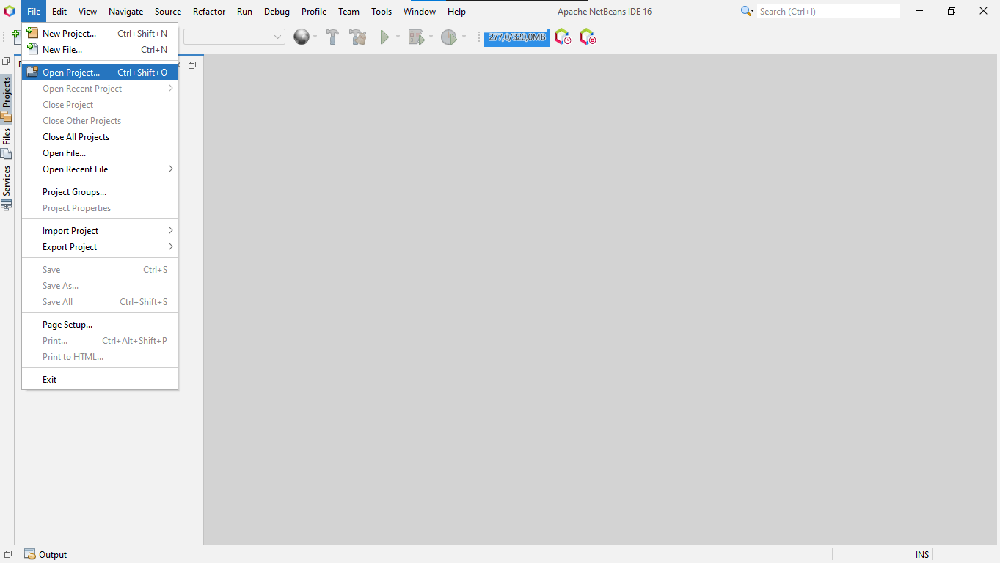 File Edit View Navigate Source Refactor Run Debug Profile Team Tools Window Help Apache NetBeans IDE 16 Search (Ctrl+I)
277,0/320,0MB
New Project... Ctrl+Shift+N
New File... Ctrl+N
Open Project... Ctrl+Shift+O
Open Recent Project
Close Project
Close Other Projects
Close All Projects
Open File...
Open Recent File
Project Groups...
Project Properties
Import Project
Export Project
Save Ctrl+S
Save As...
Save All Ctrl+Shift+S
Page Setup...
Print... Ctrl+Alt+Shift+P
Print to HTML...
Exit
Projects
Files
Services
Output INS